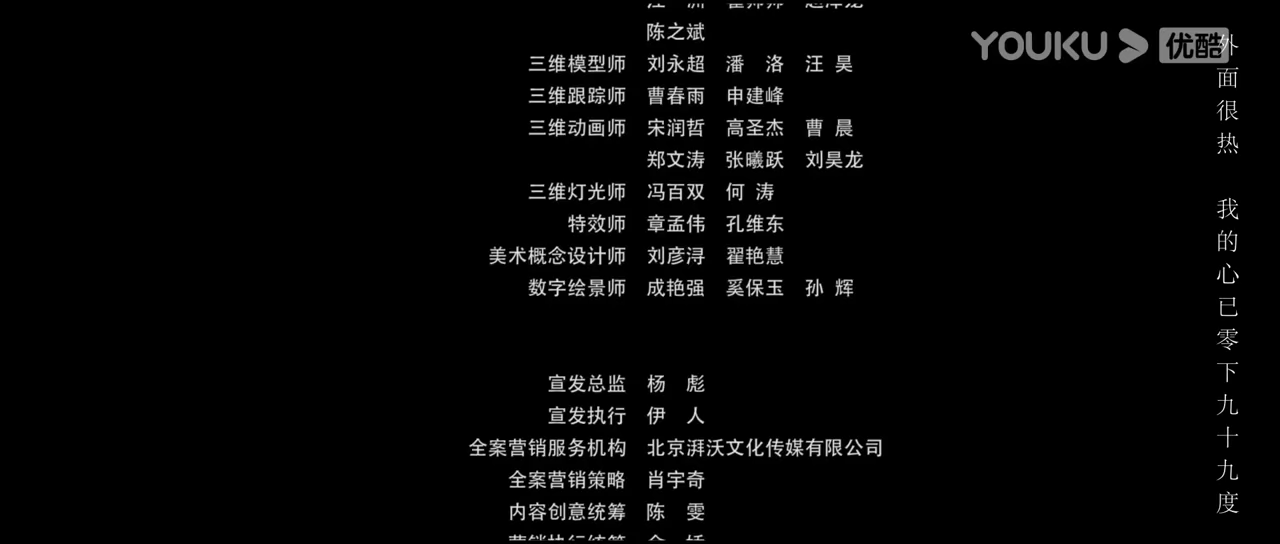 陈之斌
三维模型师 刘永超 潘 洛 汪 昊
三维跟踪师 曹春雨 申建峰
三维动画师 宋润哲 高圣杰 曹 晨
郑文涛 张曦跃 刘昊龙
三维灯光师 冯百双 何 涛
特效师 章孟伟 孔维东
美术概念设计师 刘彦浔 翟艳慧
数字绘景师 成艳强 奚保玉 孙 辉
宣发总监 杨 彪
宣发执行 伊 人
全案营销服务机构 北京湃沃文化传媒有限公司
全案营销策略 肖宇奇
内容创意统筹 陈 雯
YOUKU 优酷
外面很热 我的心已零下九十九度